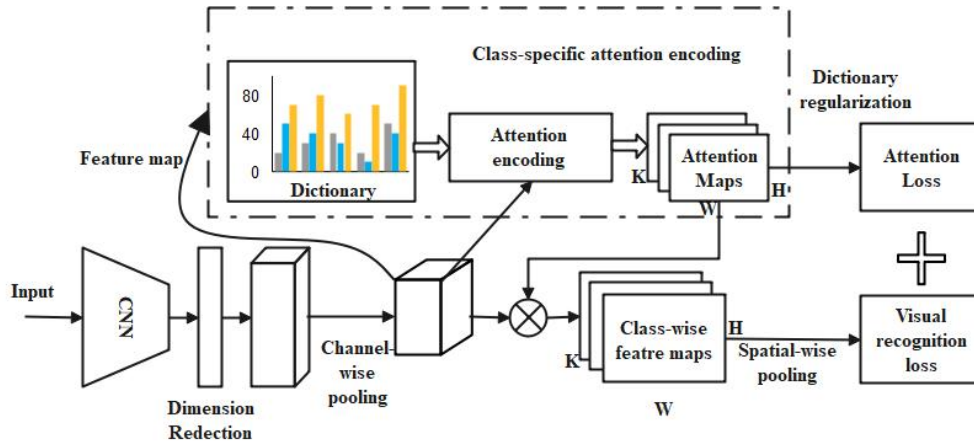 Class-specific attention encoding
80
40
0
Dictionary
Feature map
Attention
encoding
K
Attention
Maps
H
W
Dictionary
regularization
Attention
Loss
Input
CNN
Dimension
Redection
Channel-
wise
pooling
Class-wise
featre maps
K
H
W
Spatial-wise
pooling
Visual
recognition
loss